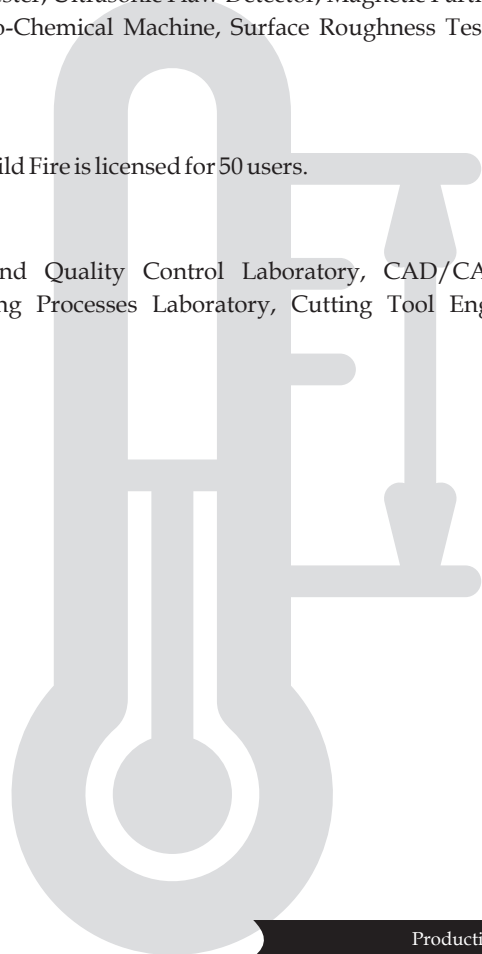 Ultrasonic Flaw Detector, Magnetic Parti
o-Chemical Machine, Surface Roughness Tes
ild Fire is licensed for 50 users.
nd Quality Control Laboratory, CAD/CA
ng Processes Laboratory, Cutting Tool Eng
Producti